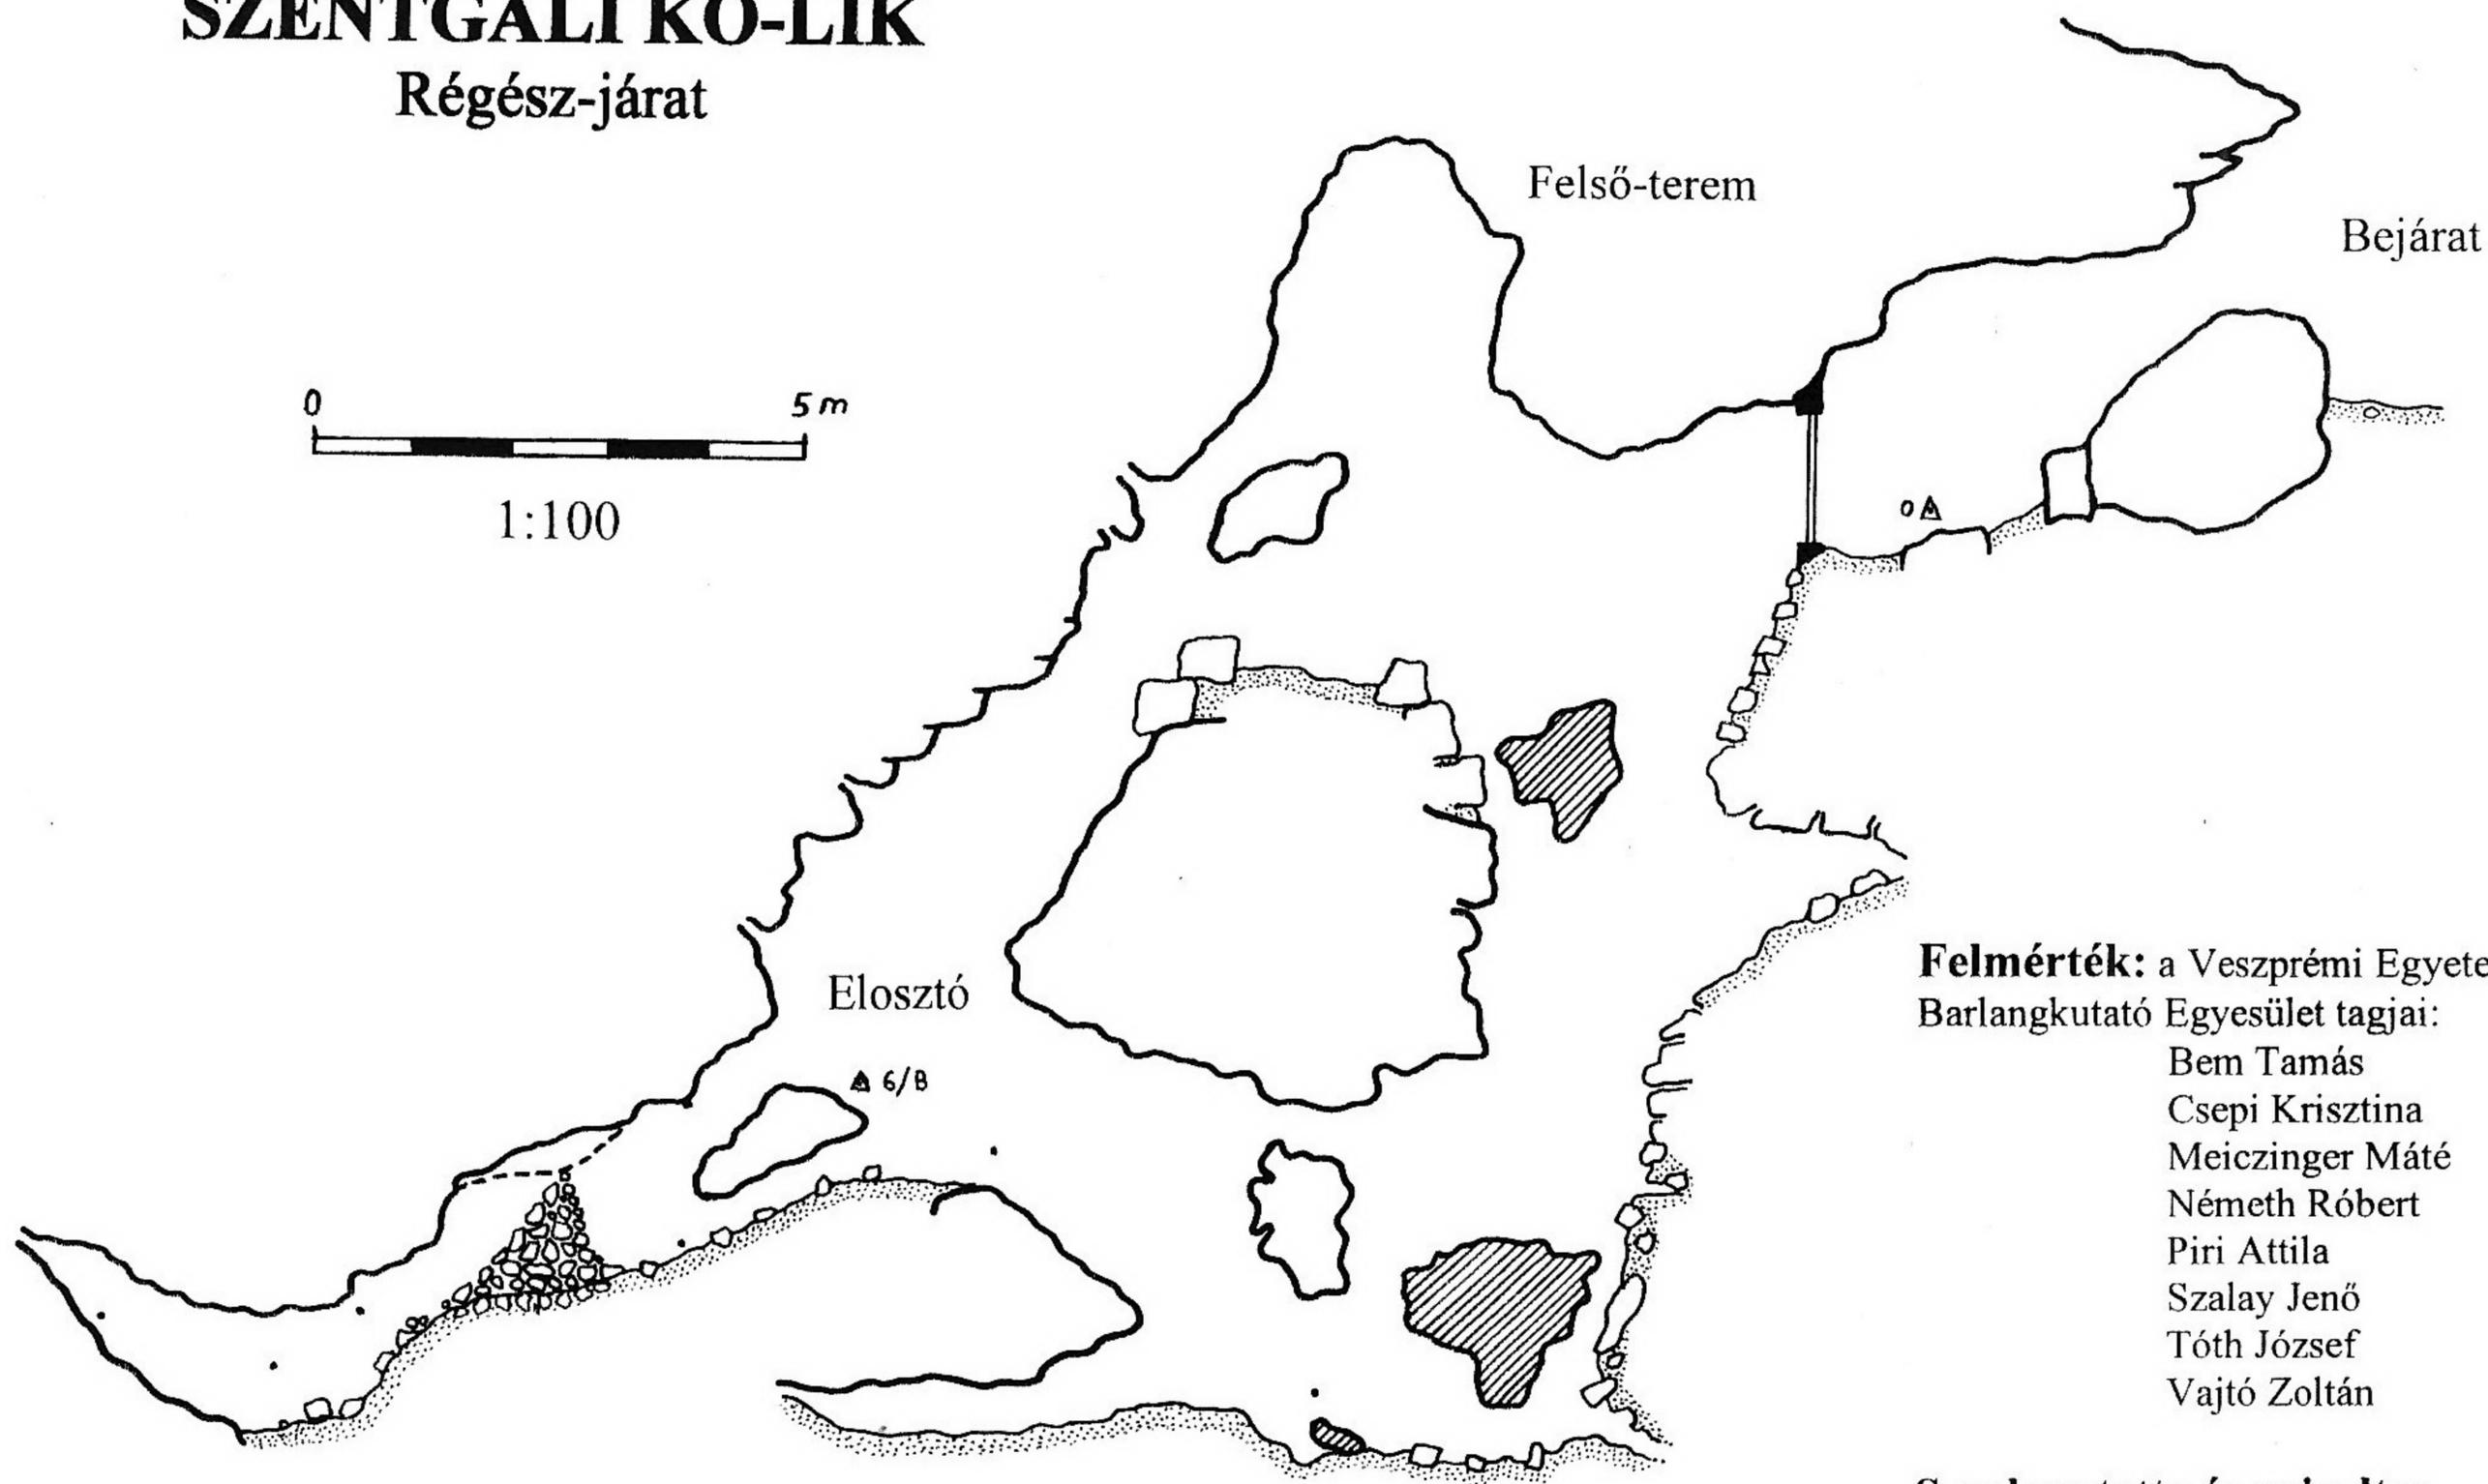 SZENTGÁLI KŐ-LIK
Régész-járat
Felső-terem
Bejárat
0 5 m
1:100
0
Elosztó
6/B
Felmérték: a Veszprémi Egyete
Barlangkutató Egyesület tagjai:
Bem Tamás
Csepi Krisztina
Meiczinger Máté
Németh Róbert
Piri Attila
Szalay Jenő
Tóth József
Vajtó Zoltán